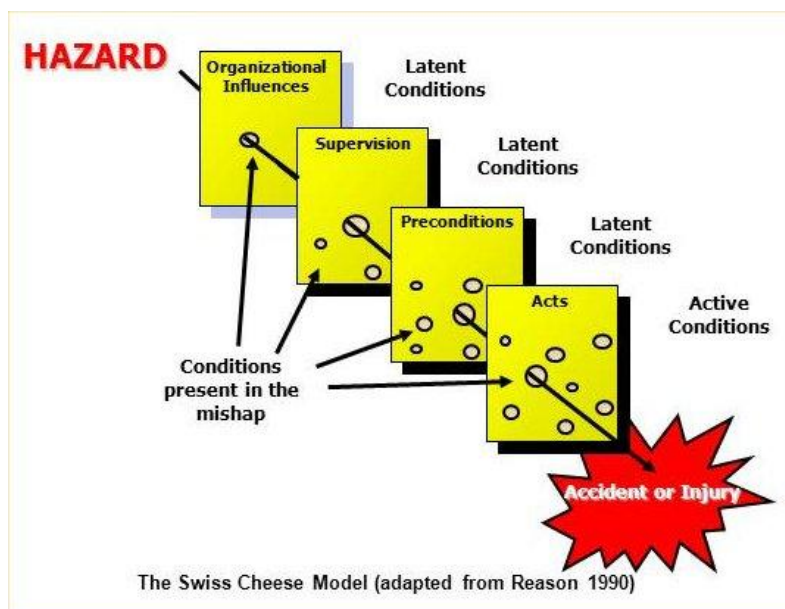 HAZARD
Organizational
Influences
Latent
Conditions
Supervision
Latent
Conditions
Preconditions
Latent
Conditions
Acts
Active
Conditions
Conditions
present in the
mishap
Accident or Injury
The Swiss Cheese Model (adapted from Reason 1990)